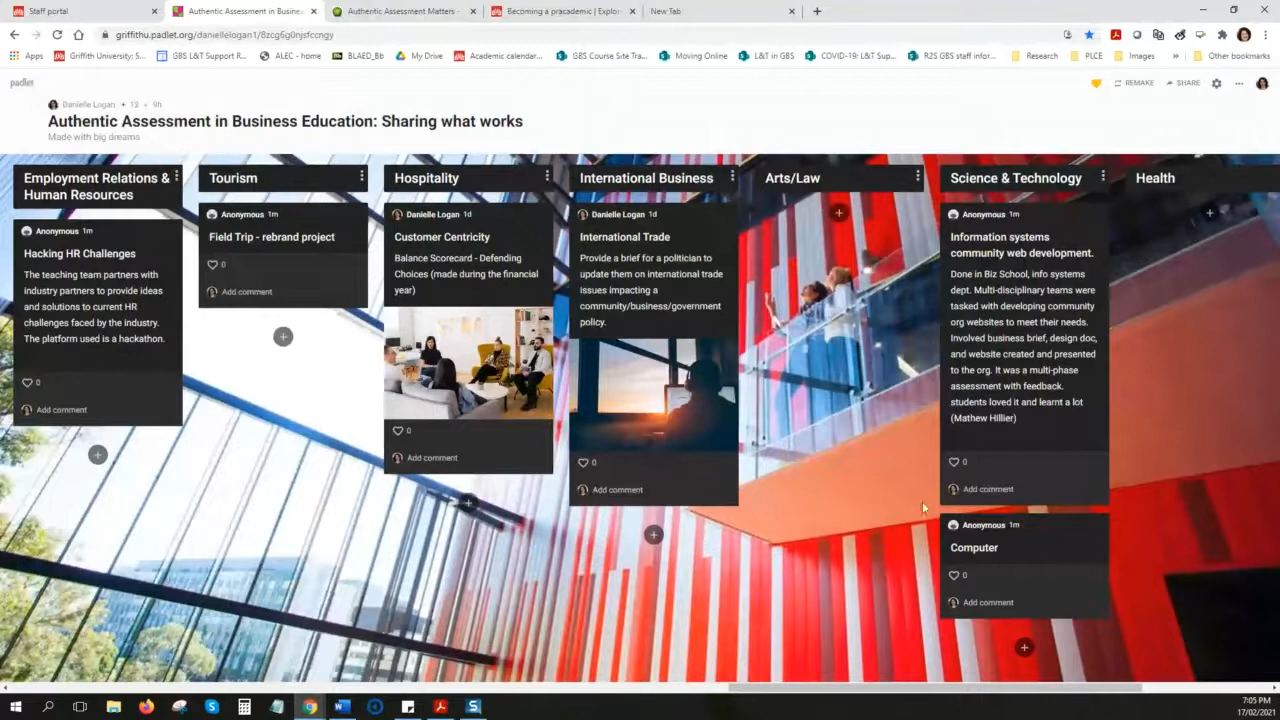 Staff portal
Authentic Assessment in Busine
Authentic Assessment Matters -
Becoming a pracademic | Explor
New Tab
griffithu.padlet.org/daniellelogan1/8zcg6g0njsfccngy
Apps
Griffith University: S...
GBS L&T Support R...
ALEC - home
BLAED_Bb
My Drive
Academic calendar...
GBS Course Site Tra...
Moving Online
L&T in GBS
COVID-19: L&T Sup...
R2S GBS staff infor...
Research
PLCE
Images
»
Other bookmarks
padlet
REMAKE
SHARE
Danielle Logan + 13 • 9h
Authentic Assessment in Business Education: Sharing what works
Made with big dreams
Employment Relations &
Human Resources
Anonymous 1m
Hacking HR Challenges
The teaching team partners with
industry partners to provide ideas
and solutions to current HR
challenges faced by the industry.
The platform used is a hackathon.
0
Add comment
Tourism
Anonymous 1m
Field Trip - rebrand project
0
Add comment
Hospitality
Danielle Logan 1d
Customer Centricity
Balance Scorecard - Defending
Choices (made during the financial
year)
0
Add comment
International Business
Danielle Logan 1d
International Trade
Provide a brief for a politician to
update them on international trade
issues impacting a
community/business/government
policy.
0
Add comment
Arts/Law
Science & Technology
Anonymous 1m
Information systems
community web development.
Done in Biz School, info systems
dept. Multi-disciplinary teams were
tasked with developing community
org websites to meet their needs.
Involved business brief, design doc,
and website created and presented
to the org. It was a multi-phase
assessment with feedback.
students loved it and learnt a lot
(Mathew HIllier)
0
Add comment
Anonymous 1m
Computer
0
Add comment
Health
7:05 PM
17/02/2021